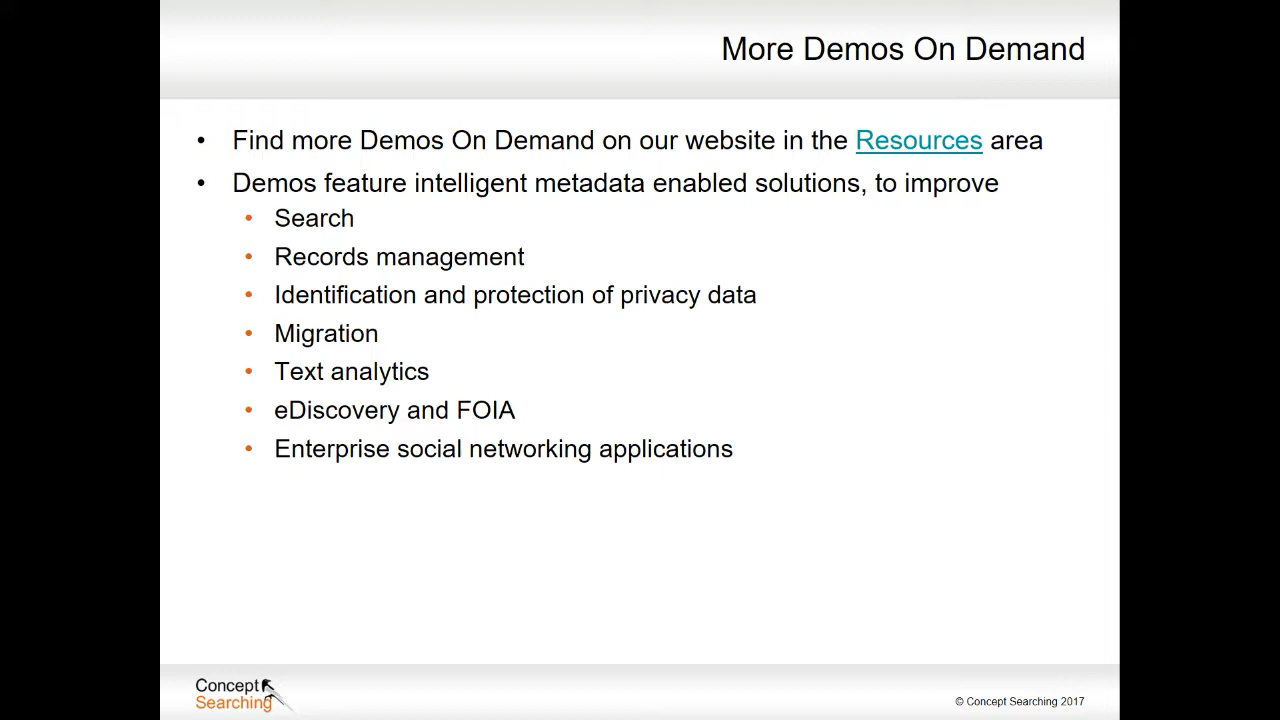 More Demos On Demand
• Find more Demos On Demand on our website in the Resources area
• Demos feature intelligent metadata enabled solutions, to improve
• Search
• Records management
• Identification and protection of privacy data
• Migration
• Text analytics
• eDiscovery and FOIA
• Enterprise social networking applications
Concept
Searching
© Concept Searching 2017